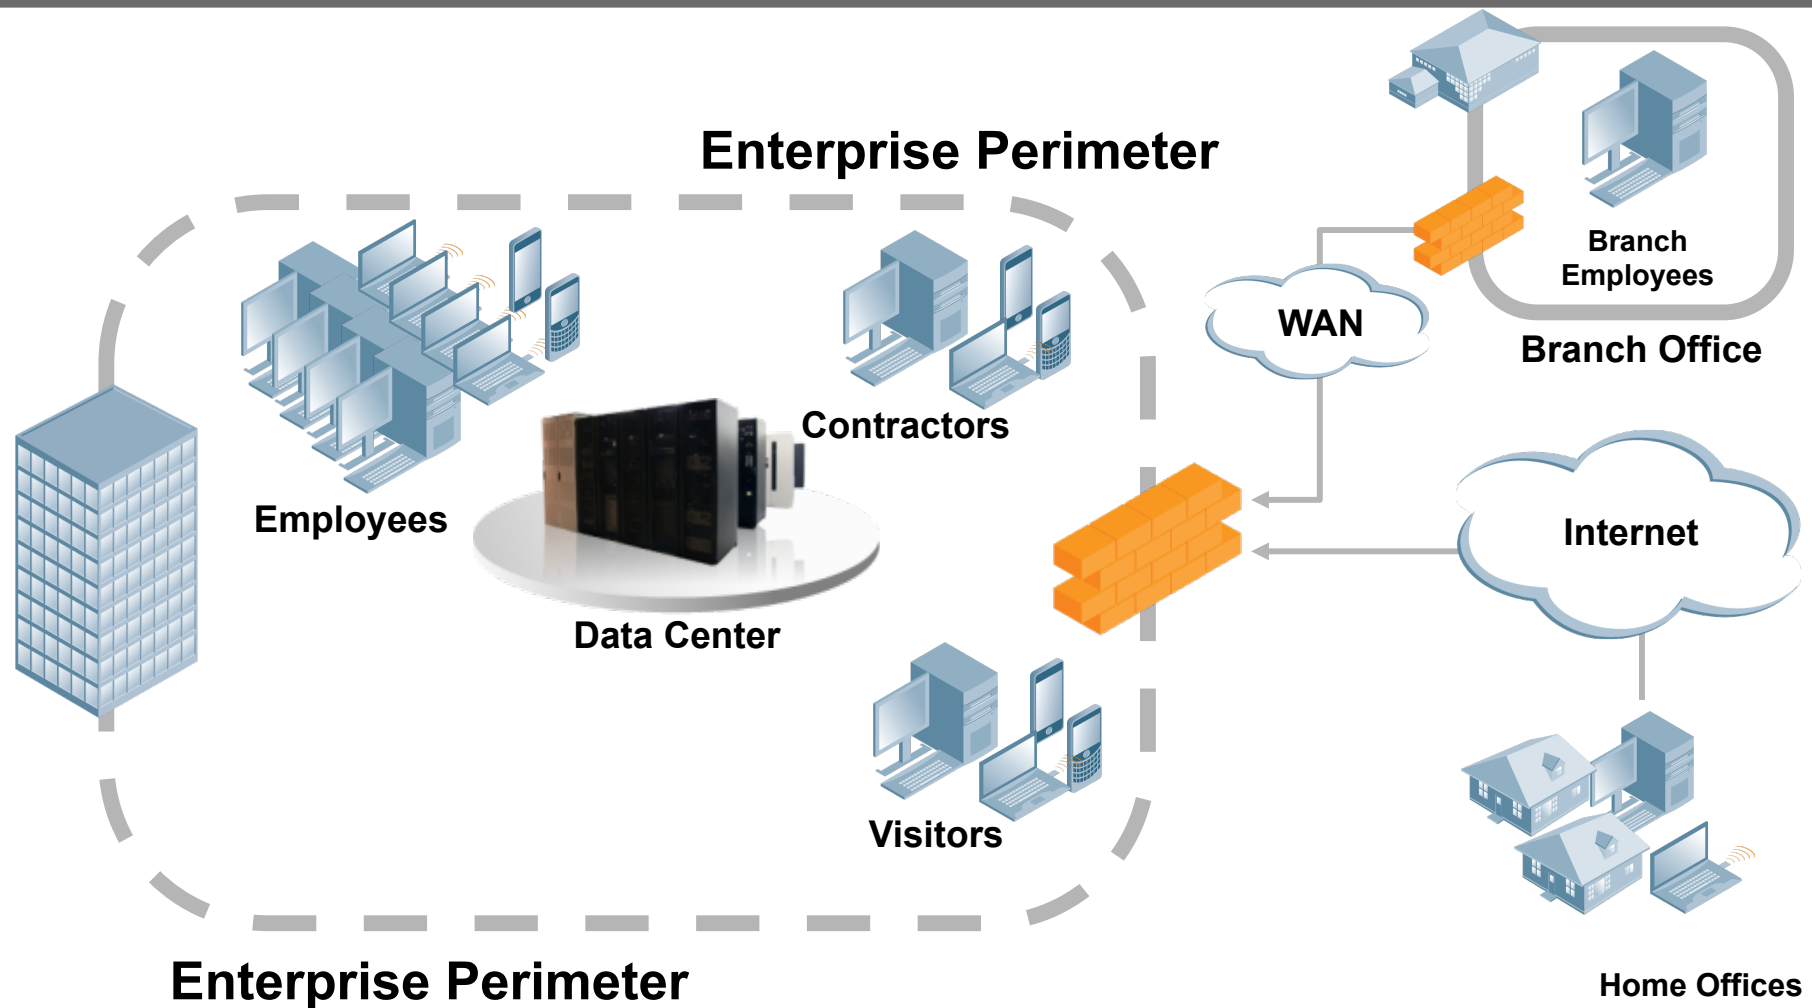 Enterprise Perimeter
Branch
Employees
WAN
Branch Office
Contractors
Employees
Internet
Data Center
Visitors
Enterprise Perimeter
Home Offices